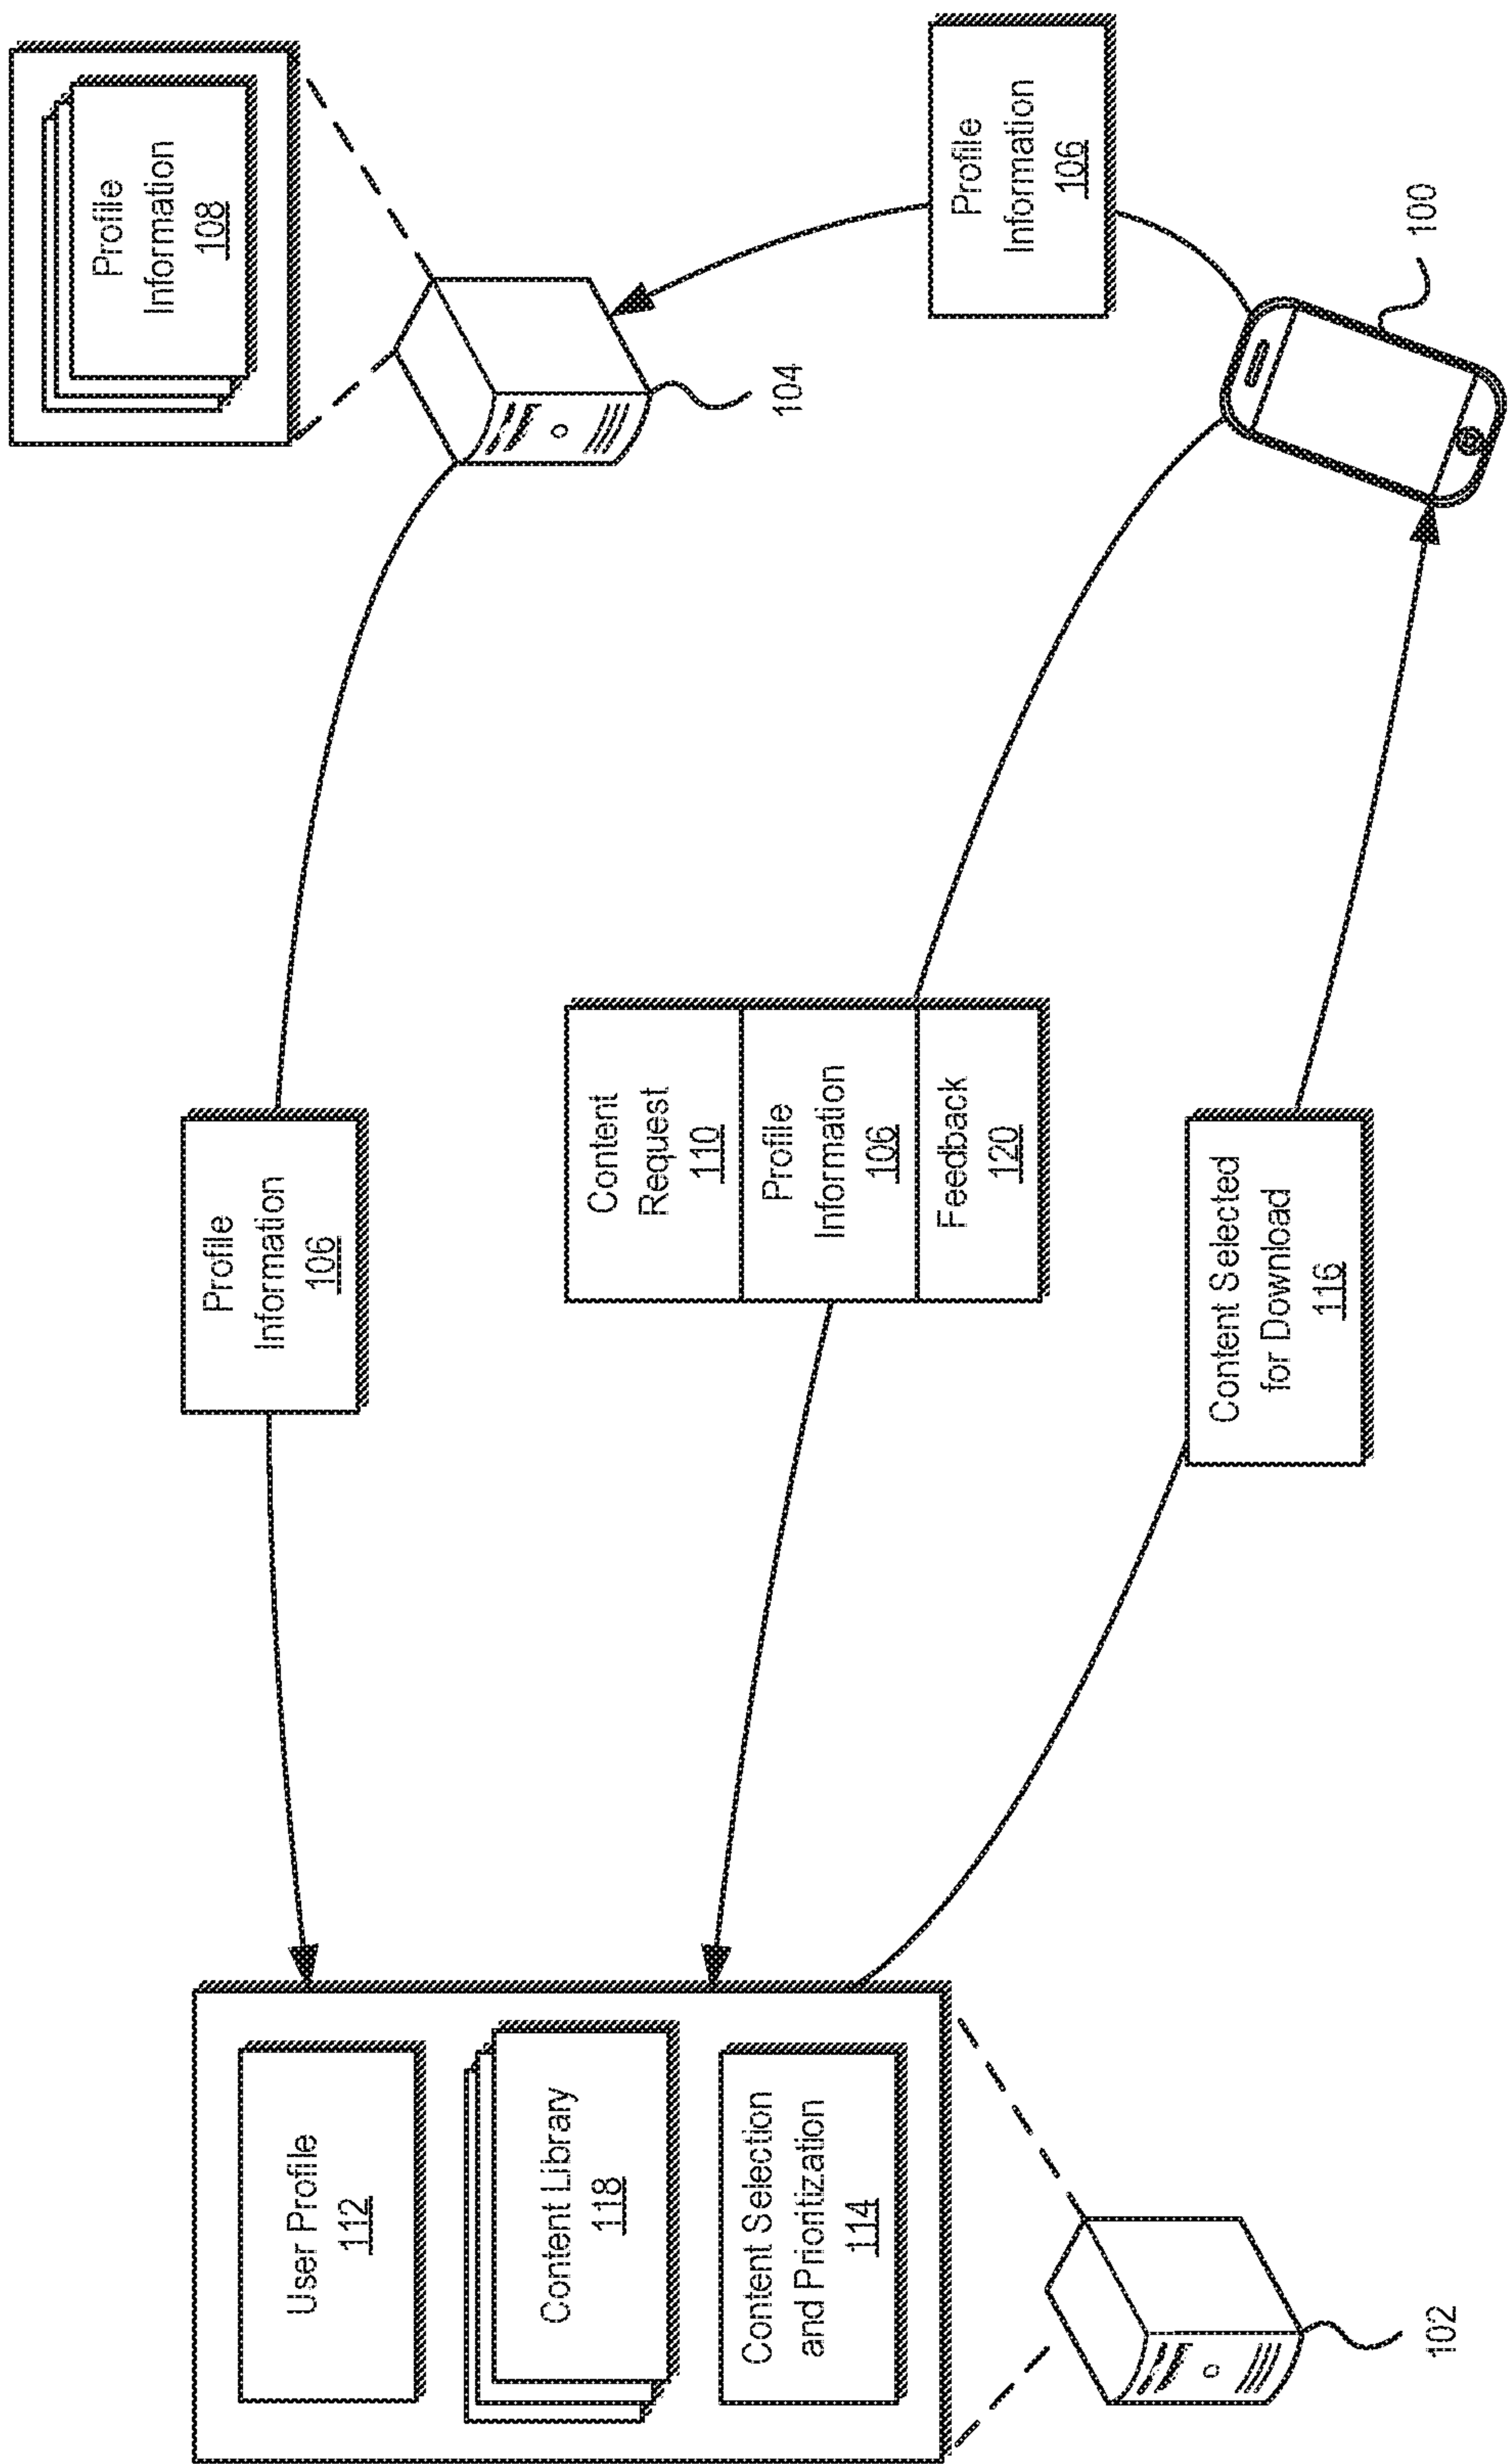 User Profile
112
Content Library
118
Content Selection
and Prioritization
114
102
Profile
Information
106
Content
Request
110
Profile
Information
106
Feedback
120
Content Selected
for Download
116
Profile
Information
108
104
Profile
Information
106
100